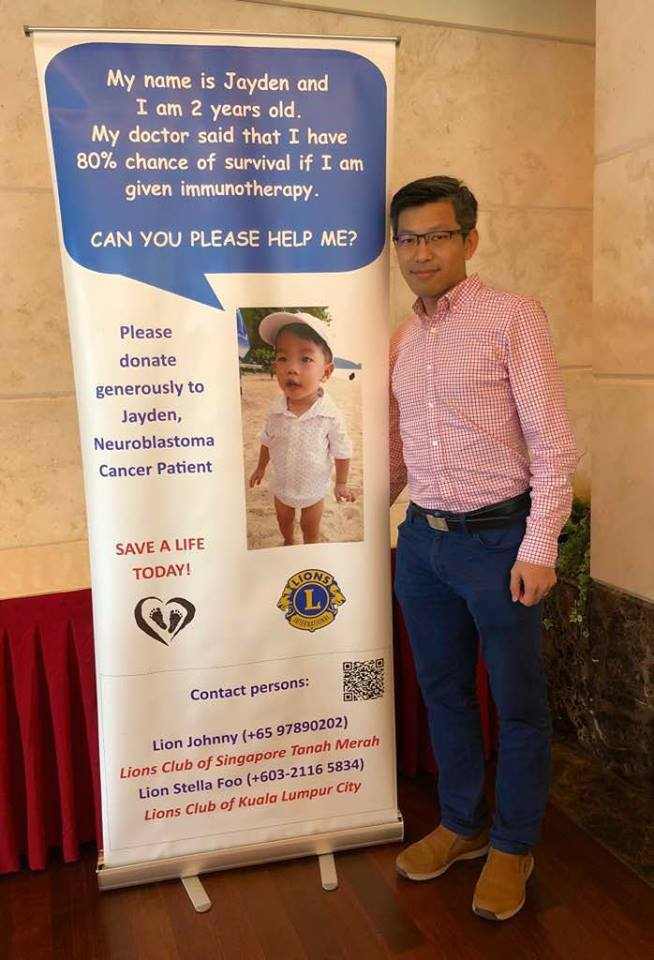 My name is Jayden and
I am 2 years old.
My doctor said that I have
80% chance of survival if I am
given immunotherapy.
CAN YOU PLEASE HELP ME?
Please
donate
generously to
Jayden,
Neuroblastoma
Cancer Patient
SAVE A LIFE
TODAY!
LIONS
L
INTERNATIONAL
Contact persons:
Lion Johnny (+65 97890202)
Lions Club of Singapore Tanah Merah
Lion Stella Foo (+603-2116 5834)
Lions Club of Kuala Lumpur City